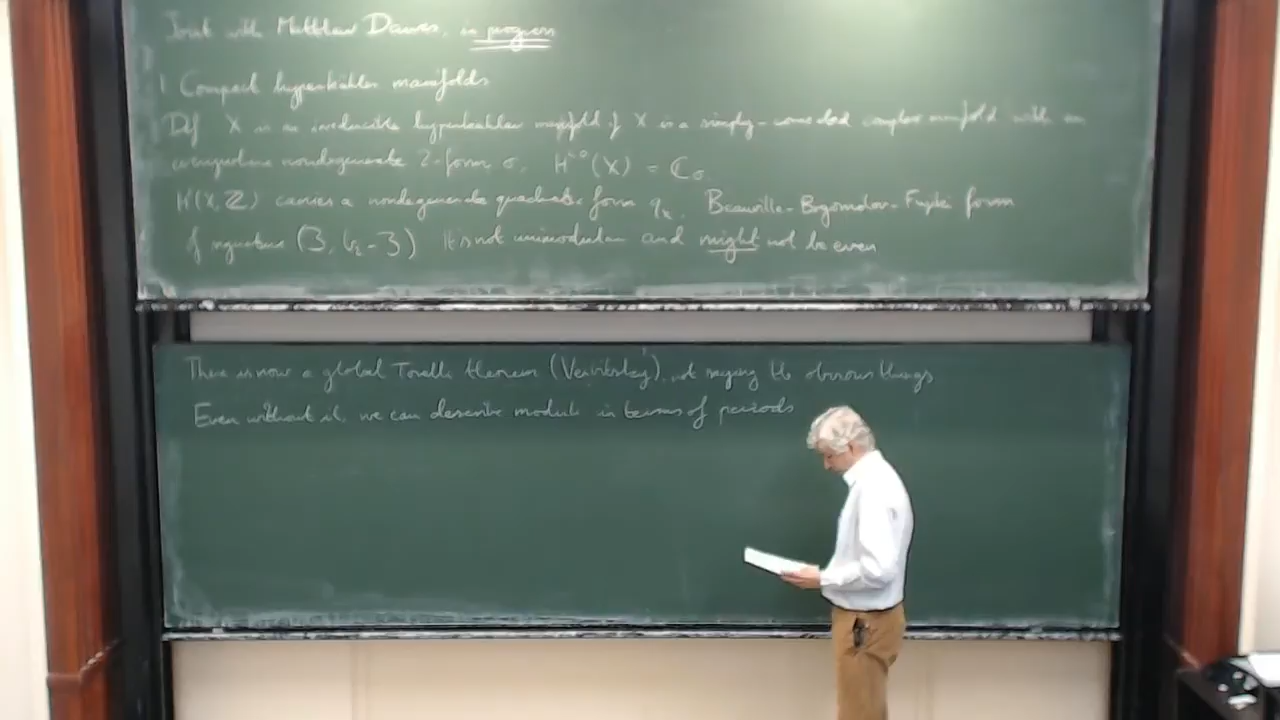 Joint with Matthew Dawes, in progress
1 Compact hyperkähler manifolds
Def X is an irreducible hyperkähler manifold if X is a simply-connected complex manifold with an
everywhere nondegenerate 2-form σ, H²,⁰(X) = ℂσ
H²(X, ℤ) carries a nondegenerate quadratic form q_X, Beauville-Bogomolov-Fujiki form
of signature (3, b₂-3) It's not unimodular and might not be even
There is now a global Torelli theorem (Verbitsky), not saying the obvious things
Even without it, we can describe moduli in terms of periods